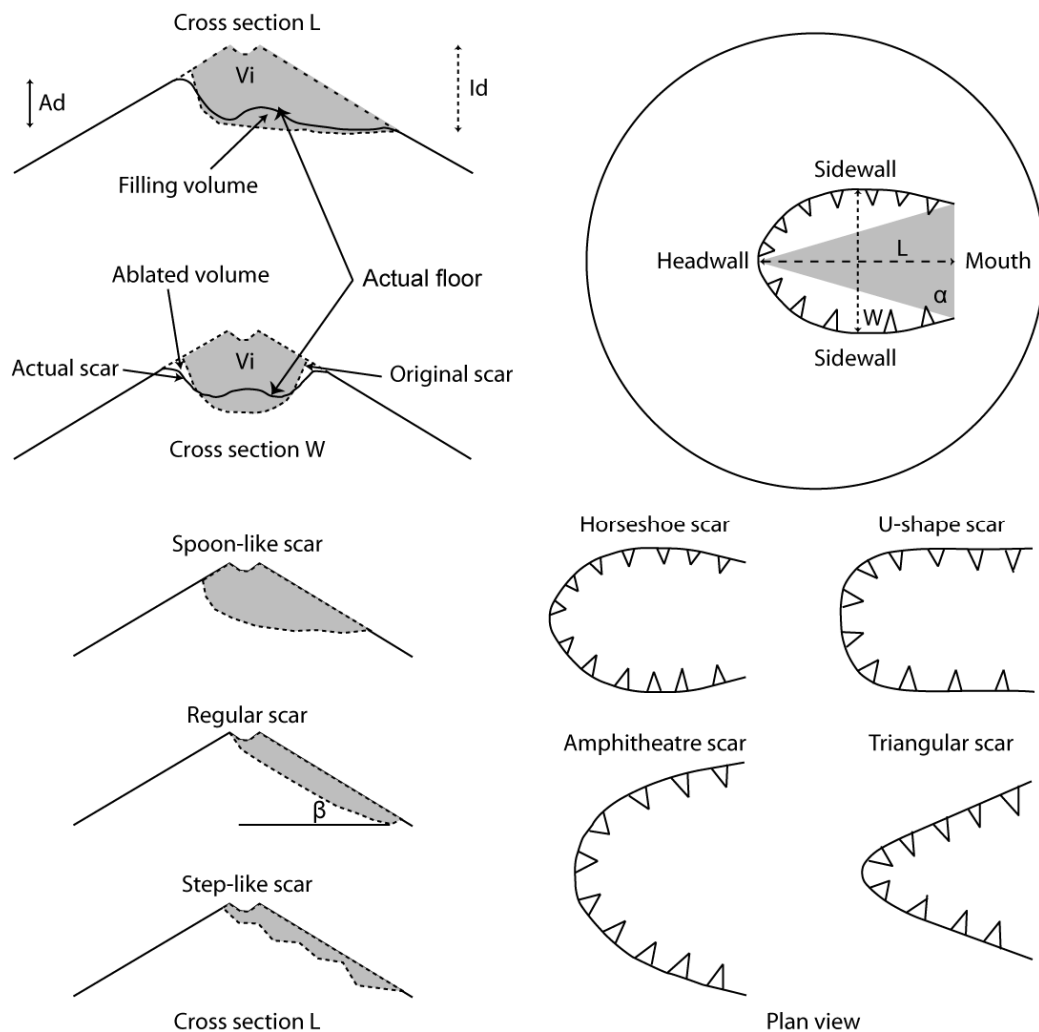 Cross section L
Vi
Ad
Id
Filling volume
Ablated volume
Actual floor
Vi
Actual scar
Original scar
Cross section W
Sidewall
Headwall
L
Mouth
α
W
Sidewall
Spoon-like scar
Regular scar
β
Step-like scar
Cross section L
Horseshoe scar
U-shape scar
Amphitheatre scar
Triangular scar
Plan view